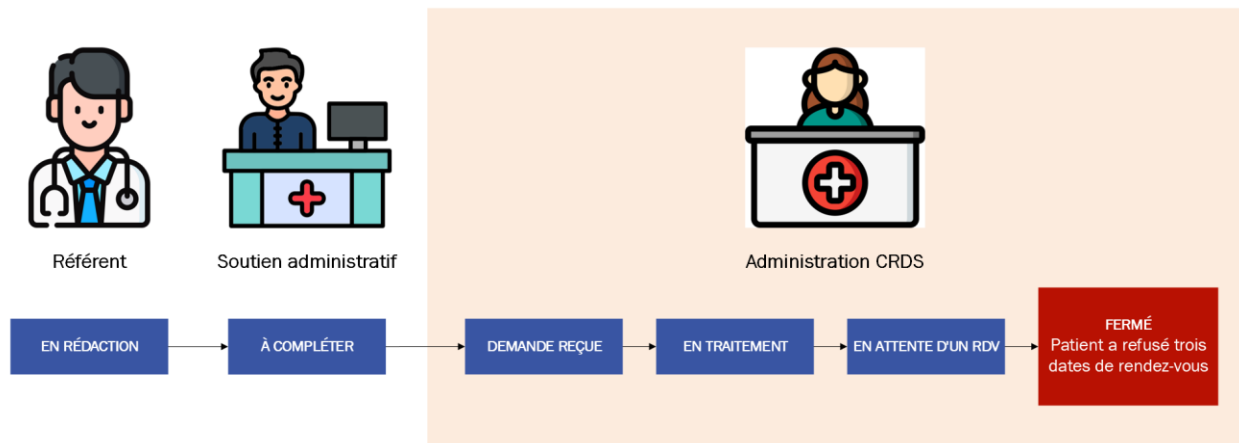 Référent
Soutien administratif
Administration CRDS
EN RÉDACTION
À COMPLÉTER
DEMANDE REÇUE
EN TRAITEMENT
EN ATTENTE D'UN RDV
FERMÉ
Patient a refusé trois
dates de rendez-vous